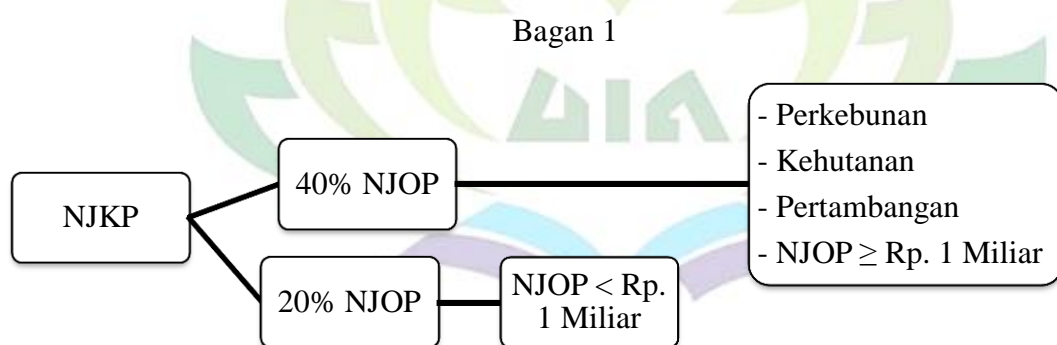 Bagan 1
NJKP
40% NJOP
- Perkebunan
- Kehutanan
- Pertambangan
- NJOP ≥ Rp. 1 Miliar
20% NJOP
NJOP < Rp.
1 Miliar